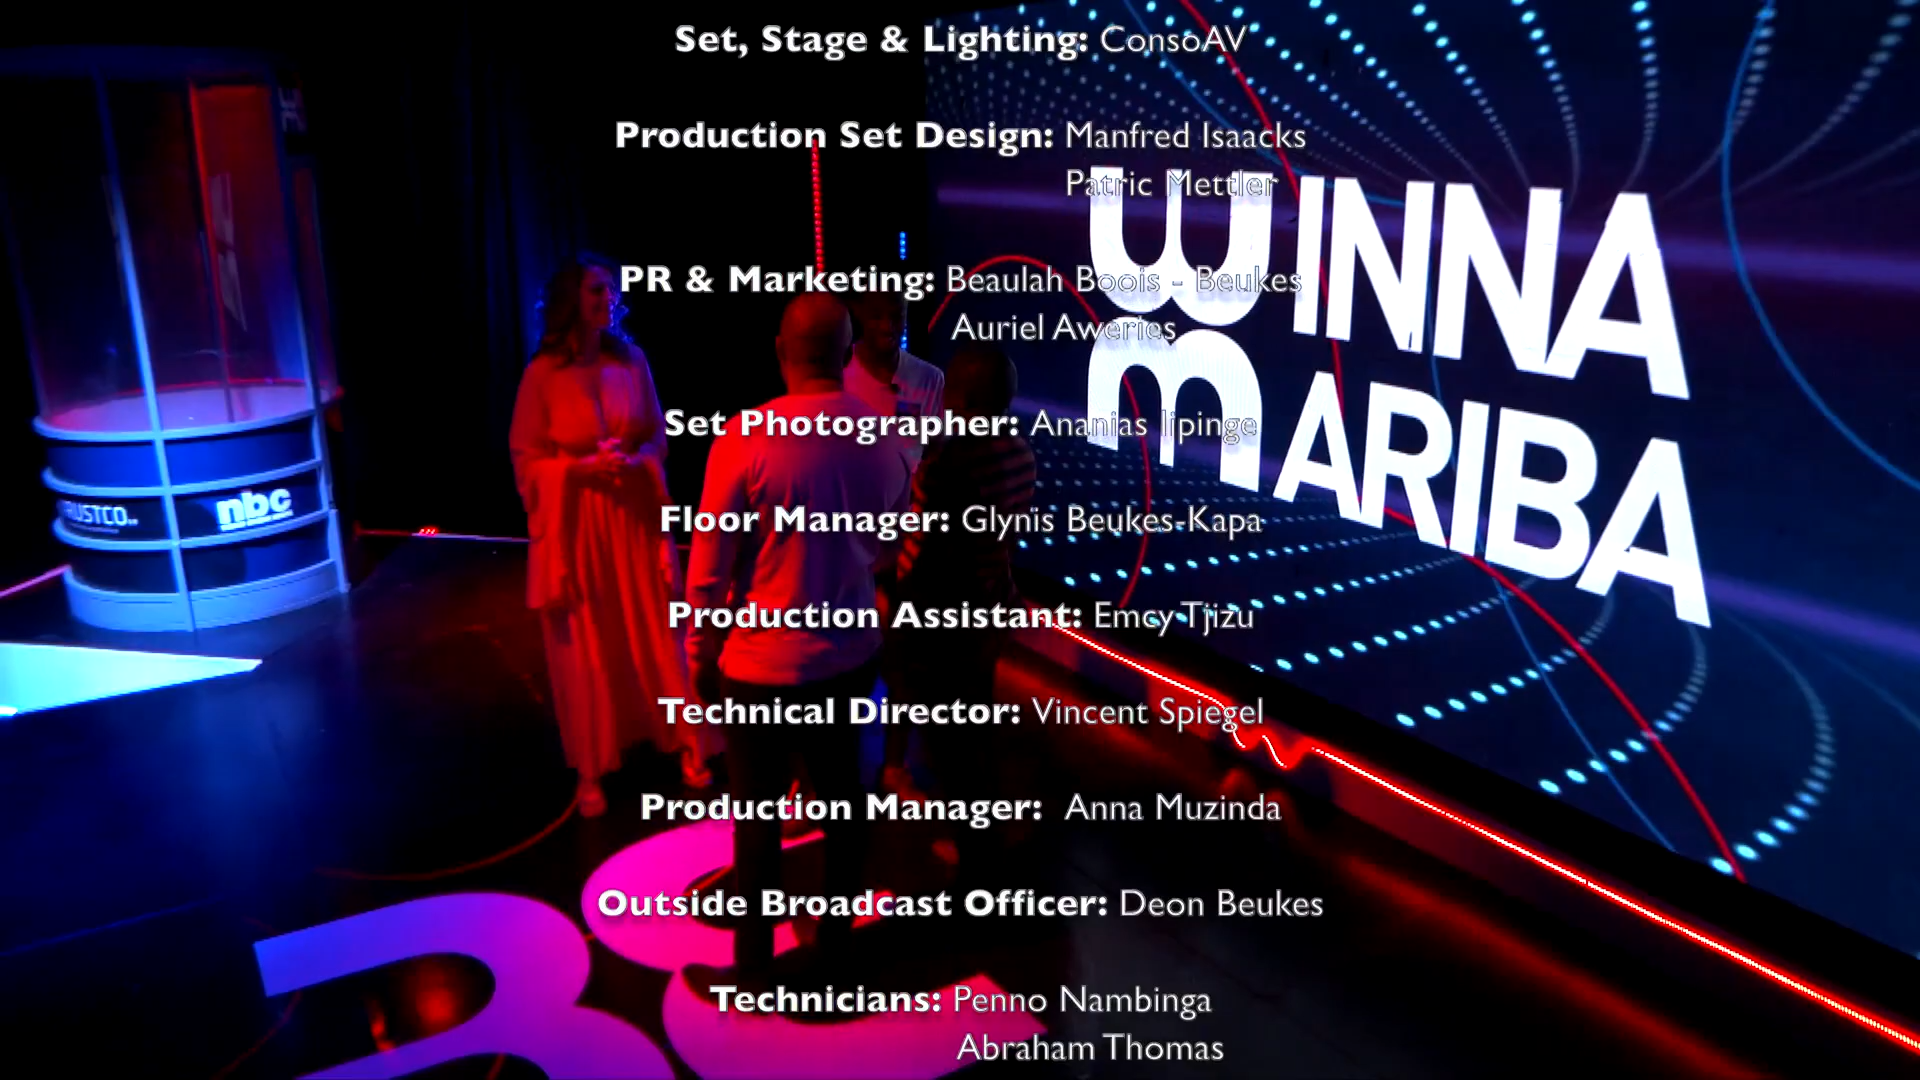 Set, Stage & Lighting: ConsoAV
Production Set Design: Manfred Isaacks
Patric Mettler
PR & Marketing: Beaulah Boois - Beukes
Auriel Aweries
Set Photographer: Ananias Iipinge
Floor Manager: Glynis Beukes-Kapa
Production Assistant: Emcy Tjizu
Technical Director: Vincent Spiegel
Production Manager: Anna Muzinda
Outside Broadcast Officer: Deon Beukes
Technicians: Penno Nambinga
Abraham Thomas
WINNA
MARIBA
nbc